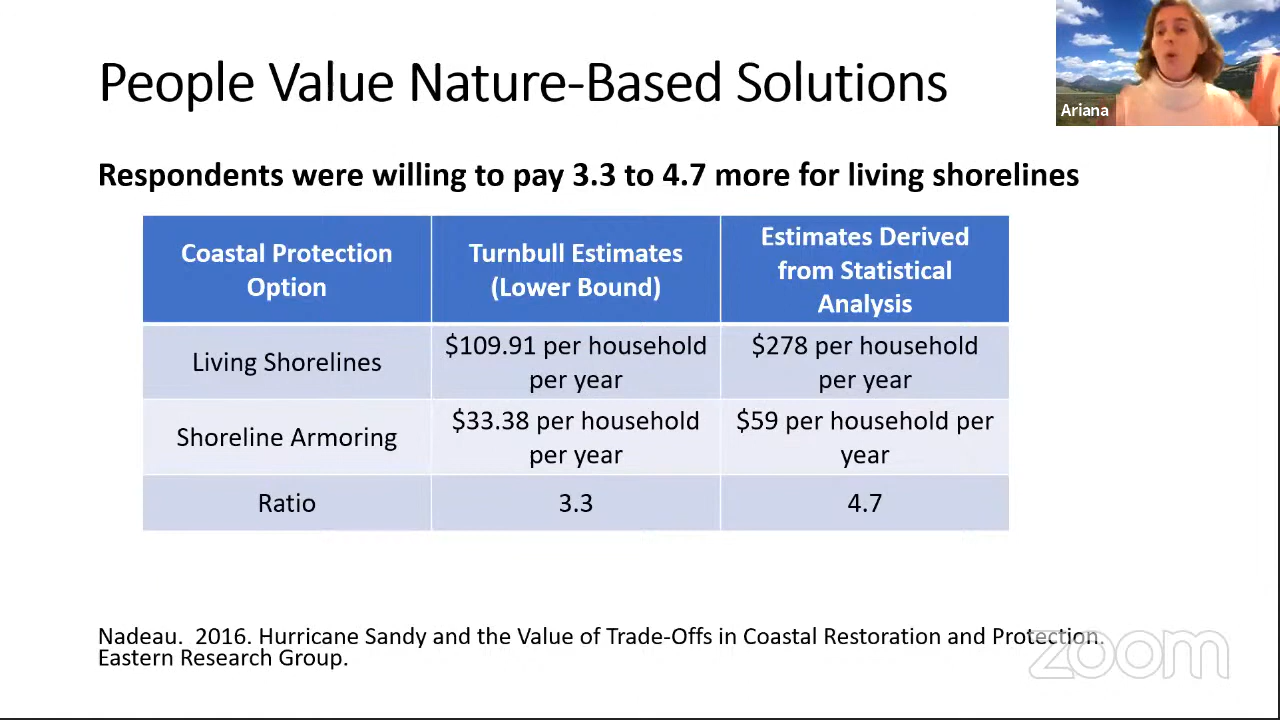 People Value Nature-Based Solutions
Ariana
Respondents were willing to pay 3.3 to 4.7 more for living shorelines
Coastal Protection
Option
Turnbull Estimates
(Lower Bound)
Estimates Derived
from Statistical
Analysis
Living Shorelines
$109.91 per household
per year
$278 per household
per year
Shoreline Armoring
$33.38 per household
per year
$59 per household per
year
Ratio
3.3
4.7
Nadeau.  2016. Hurricane Sandy and the Value of Trade-Offs in Coastal Restoration and Protection.
Eastern Research Group.
zoom